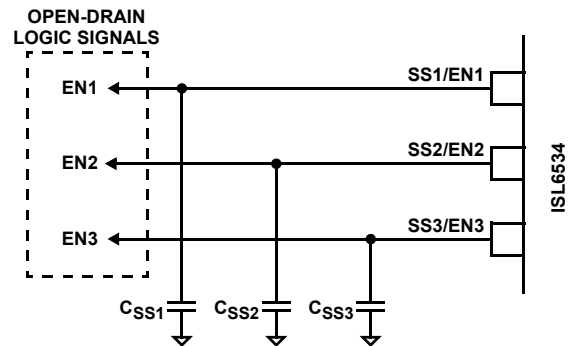 OPEN-DRAIN
LOGIC SIGNALS
EN1
SS1/EN1
EN2
SS2/EN2
EN3
SS3/EN3
ISL6534
CSS1
CSS2
CSS3